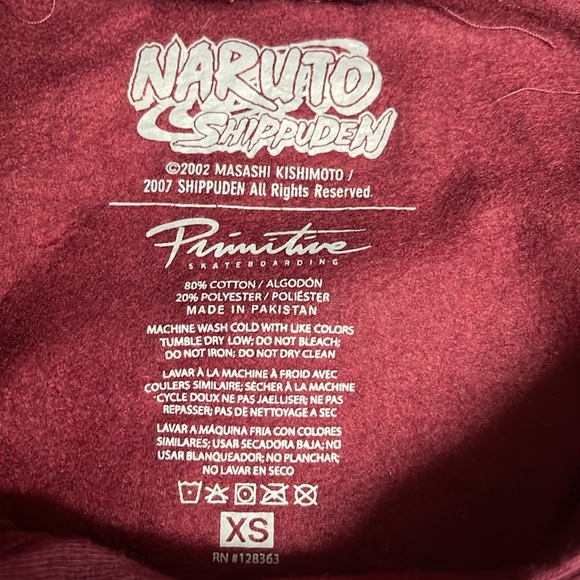 NARUTO
SHIPPUDEN
©2002 MASASHI KISHIMOTO /
2007 SHIPPUDEN All Rights Reserved.
Primitive
SKATEBOARDING
80% COTTON / ALGODÓN
20% POLYESTER / POLIÉSTER
MADE IN PAKISTAN
MACHINE WASH COLD WITH LIKE COLORS
TUMBLE DRY LOW; DO NOT BLEACH;
DO NOT IRON; DO NOT DRY CLEAN
LAVAR À LA MACHINE À FROID AVEC
COULERS SIMILAIRE; SÉCHER À LA MACHINE
CYCLE DOUX NE PAS JAELLISER; NE PAS
REPASSER; PAS DE NETTOYAGE A SEC
LAVAR A MÁQUINA FRIA CON COLORES
SIMILARES; USAR SECADORA BAJA; NO
USAR BLANQUEADOR; NO PLANCHAR;
NO LAVAR EN SECO
XS
RN #128363